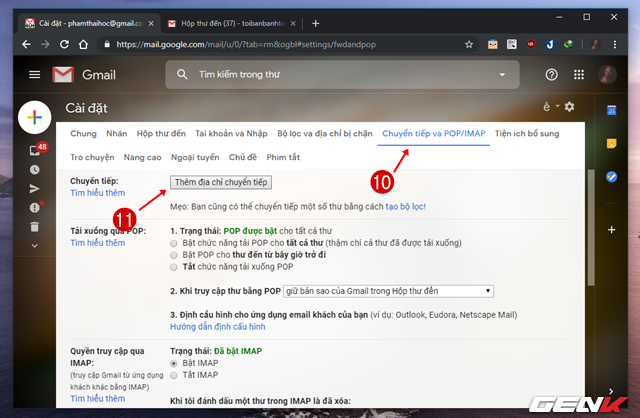 Cài đặt - phamthaihoc@gmail.co
Hộp thư đến (37) - toibanbanhtie
https://mail.google.com/mail/u/0/?tab=rm&ogbl#settings/fwdandpop
Gmail
Tìm kiếm trong thư
Cài đặt
Chung Nhãn Hộp thư đến Tài khoản và Nhập Bộ lọc và địa chỉ bị chặn Chuyển tiếp và POP/IMAP Tiện ích bổ sung
Trò chuyện Nâng cao Ngoại tuyến Chủ đề Phím tắt
48
31
10
Chuyển tiếp: Thêm địa chỉ chuyển tiếp
Tìm hiểu thêm
11
Mẹo: Bạn cũng có thể chuyển tiếp một số thư bằng cách tạo bộ lọc!
Tải xuống qua POP: 1. Trạng thái: POP được bật cho tất cả thư
Tìm hiểu thêm
Bật chức năng tải POP cho tất cả thư (thậm chí cả thư đã được tải xuống)
Bật POP cho thư đến từ bây giờ trở đi
Tắt chức năng tải xuống POP
2. Khi truy cập thư bằng POP giữ bản sao của Gmail trong Hộp thư đến
3. Định cấu hình cho ứng dụng email khách của bạn (ví dụ: Outlook, Eudora, Netscape Mail)
Hướng dẫn định cấu hình
Quyền truy cập qua IMAP:
(truy cập Gmail từ ứng dụng khách khác bằng IMAP)
Tìm hiểu thêm
Trạng thái: Đã bật IMAP
Bật IMAP
Tắt IMAP
Khi tôi đánh dấu một thư trong IMAP là đã xóa:
GENK